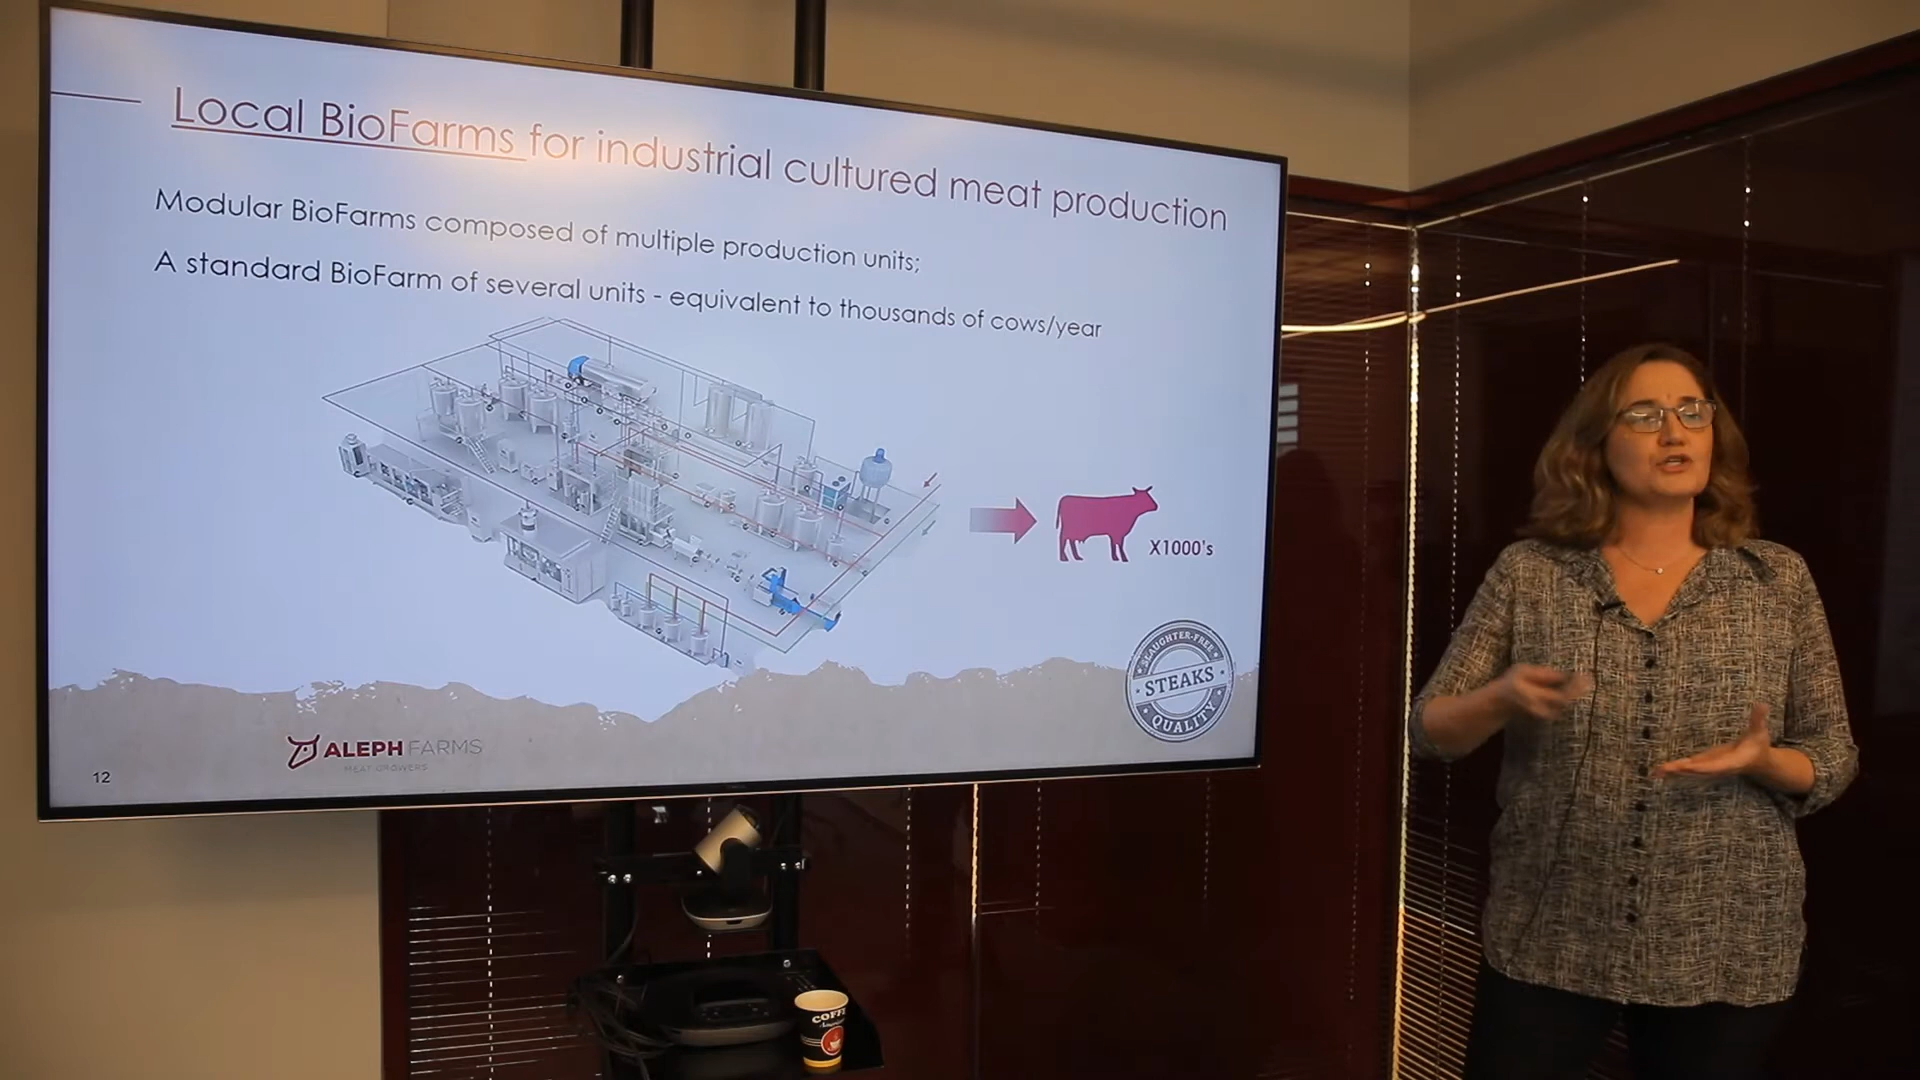 Local BioFarms for industrial cultured meat production
Modular BioFarms composed of multiple production units;
A standard BioFarm of several units - equivalent to thousands of cows/year
X1000's
SLAUGHTER-FREE
STEAKS
QUALITY
ALEPH FARMS
MEAT GROWERS
12